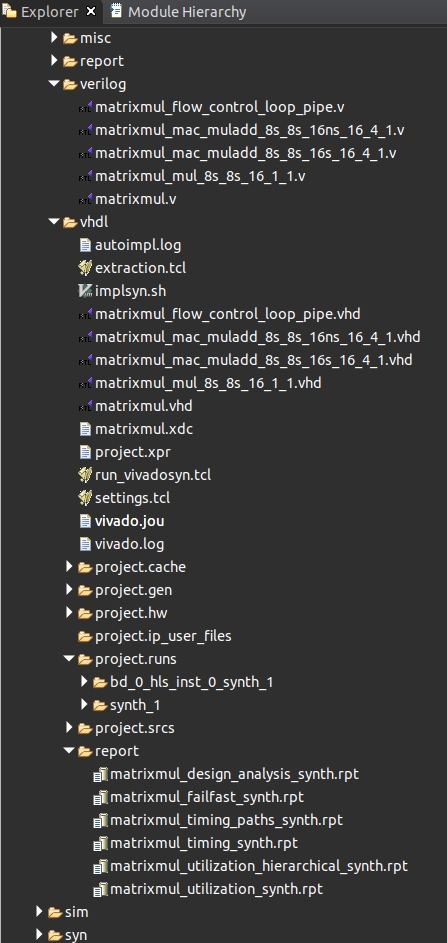 Explorer Module Hierarchy
misc
report
verilog
matrixmul_flow_control_loop_pipe.v
matrixmul_mac_muladd_8s_8s_16ns_16_4_1.v
matrixmul_mac_muladd_8s_8s_16s_16_4_1.v
matrixmul_mul_8s_8s_16_1_1.v
matrixmul.v
vhdl
autoimpl.log
extraction.tcl
implsyn.sh
matrixmul_flow_control_loop_pipe.vhd
matrixmul_mac_muladd_8s_8s_16ns_16_4_1.vhd
matrixmul_mac_muladd_8s_8s_16s_16_4_1.vhd
matrixmul_mul_8s_8s_16_1_1.vhd
matrixmul.vhd
matrixmul.xdc
project.xpr
run_vivadosyn.tcl
settings.tcl
vivado.jou
vivado.log
project.cache
project.gen
project.hw
project.ip_user_files
project.runs
bd_0_hls_inst_0_synth_1
synth_1
project.srcs
report
matrixmul_design_analysis_synth.rpt
matrixmul_failfast_synth.rpt
matrixmul_timing_paths_synth.rpt
matrixmul_timing_synth.rpt
matrixmul_utilization_hierarchical_synth.rpt
matrixmul_utilization_synth.rpt
sim
syn